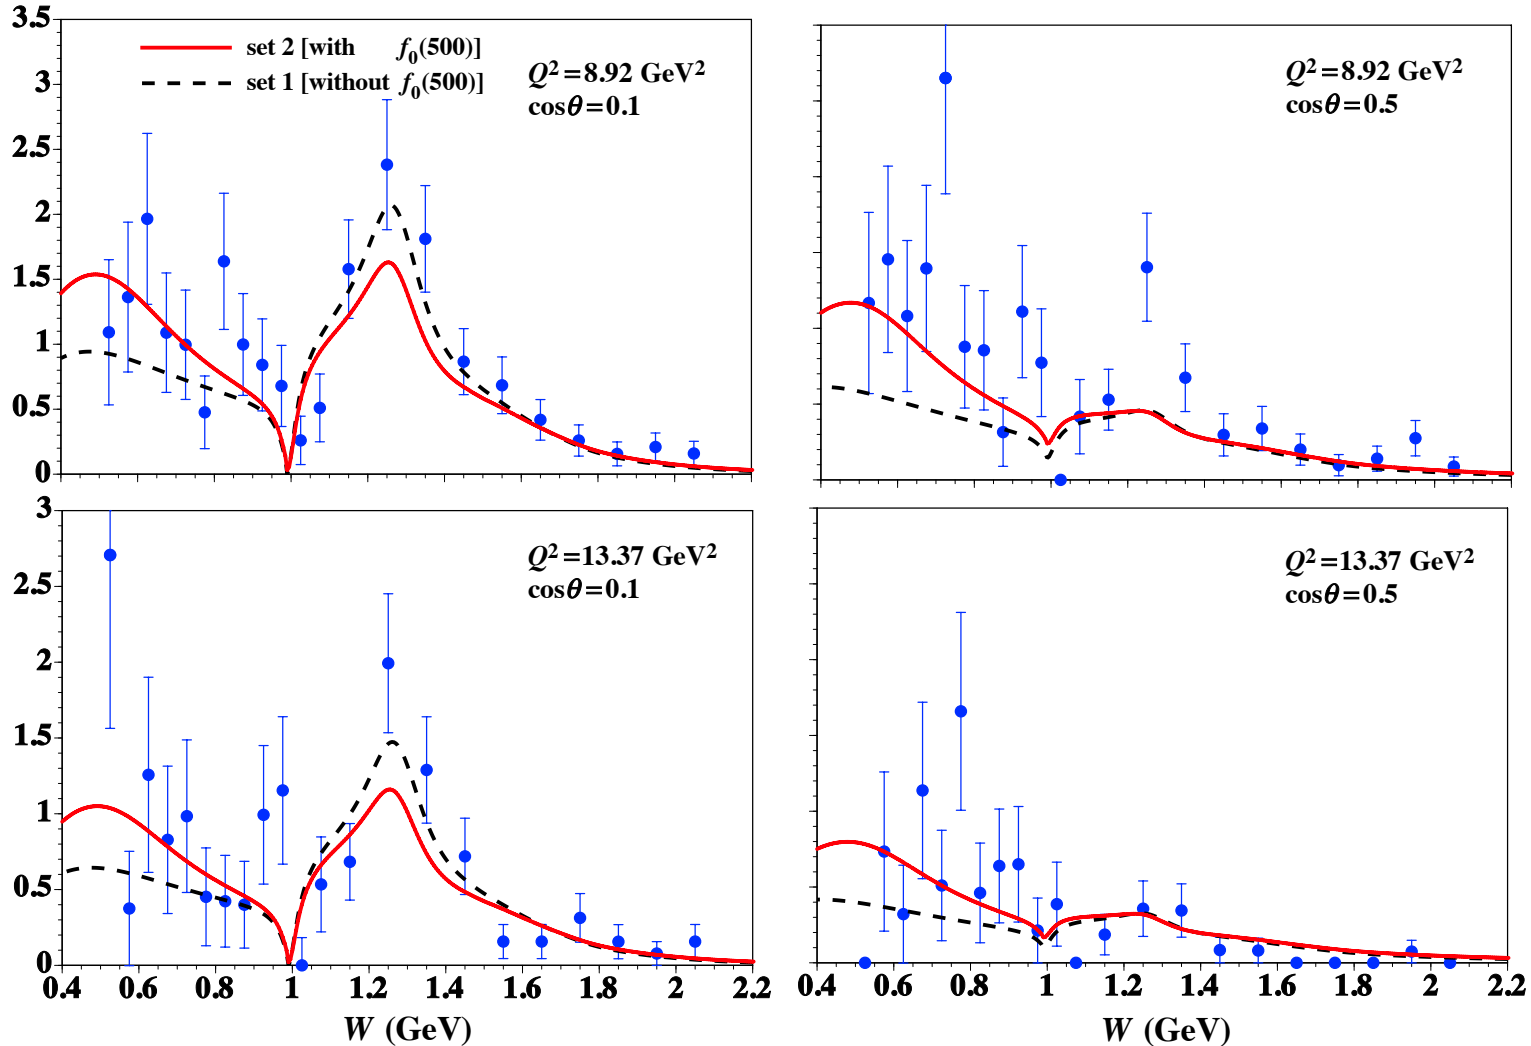 3.5
3
2.5
2
1.5
1
0.5
0
set 2 [with f₀(500)]
set 1 [without f₀(500)]
Q²=8.92 GeV²
cosθ=0.1
Q²=8.92 GeV²
cosθ=0.5
3
2.5
2
1.5
1
0.5
0
Q²=13.37 GeV²
cosθ=0.1
Q²=13.37 GeV²
cosθ=0.5
0.4 0.6 0.8 1 1.2 1.4 1.6 1.8 2 2.2
0.4 0.6 0.8 1 1.2 1.4 1.6 1.8 2 2.2
W (GeV)
W (GeV)